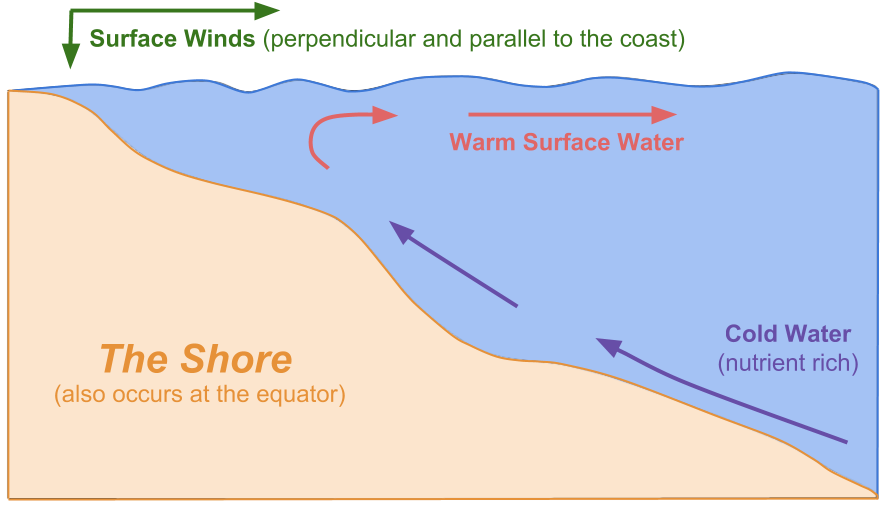 Surface Winds (perpendicular and parallel to the coast)
Warm Surface Water
Cold Water
(nutrient rich)
The Shore
(also occurs at the equator)